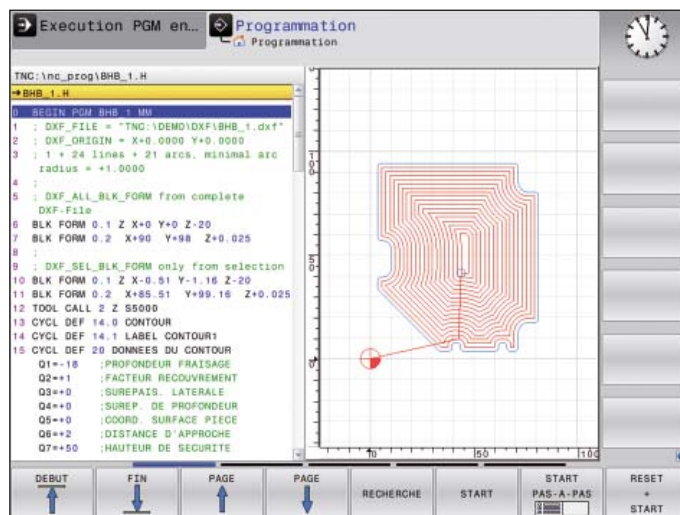 Execution PGM en...
Programmation
Programmation
TNC:\nc_prog\BHB_1.H
→BHB_1.H
0 BEGIN PGM BHB_1 MM
1 ; DXF_FILE = "TNC:\DEMO\DXF\BHB_1.dxf"
2 ; DXF_ORIGIN = X+0.0000 Y+0.0000
3 ; 1 + 24 lines + 21 arcs, minimal arc
radius = +1.0000
4 ;
5 ; DXF_ALL_BLK_FORM from complete
DXF-File
6 BLK FORM 0.1 Z X+0 Y+0 Z-20
7 BLK FORM 0.2 X+90 Y+98 Z+0.025
8 ;
9 ; DXF_SEL_BLK_FORM only from selection
10 BLK FORM 0.1 Z X-0.51 Y-1.16 Z-20
11 BLK FORM 0.2 X+85.51 Y+99.16 Z+0.025
12 TOOL CALL 2 Z S5000
13 CYCL DEF 14.0 CONTOUR
14 CYCL DEF 14.1 LABEL CONTOUR1
15 CYCL DEF 20 DONNEES DU CONTOUR
Q1=-18 ;PROFONDEUR FRAISAGE
Q2=+1 ;FACTEUR RECOUVREMENT
Q3=+0 ;SUREPAIS. LATERALE
Q4=+0 ;SUREP. DE PROFONDEUR
Q5=+0 ;COORD. SURFACE PIECE
Q6=+2 ;DISTANCE D'APPROCHE
Q7=+50 ;HAUTEUR DE SECURITE
100
50
0
0
50
100
DEBUT
FIN
PAGE
PAGE
RECHERCHE
START
START
PAS-A-PAS
RESET
+
START